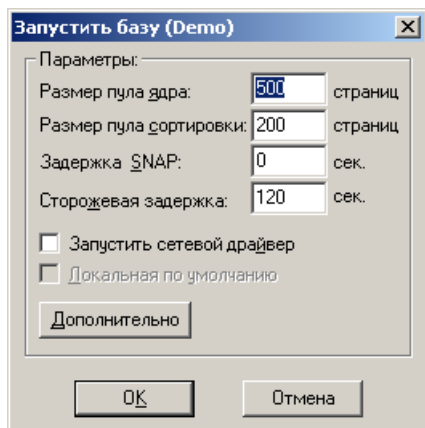 Запустить базу (Demo)
Параметры:
Размер пула ядра: 500 страниц
Размер пула сортировки: 200 страниц
Задержка SNAP: 0 сек.
Сторожевая задержка: 120 сек.
Запустить сетевой драйвер
Локальная по умолчанию
Дополнительно
OK Отмена